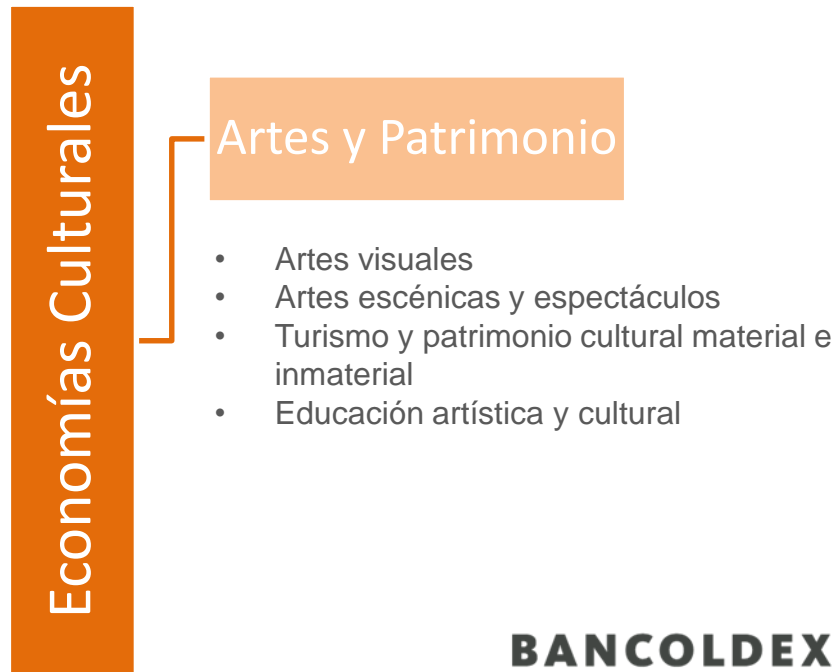 Economías Culturales
Artes y Patrimonio
• Artes visuales
• Artes escénicas y espectáculos
• Turismo y patrimonio cultural material e
inmaterial
• Educación artística y cultural
BANCOLDEX